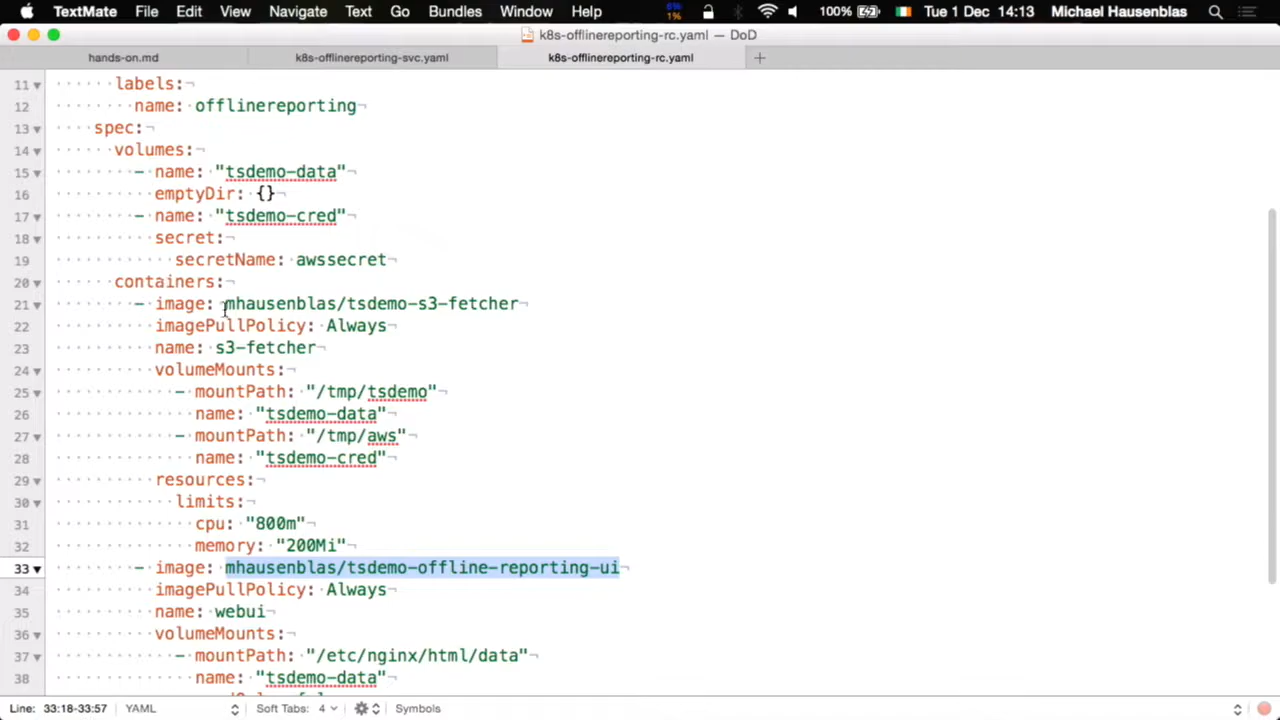 TextMate File Edit View Navigate Text Go Bundles Window Help 6% 1% 100% Tue 1 Dec 14:13 Michael Hausenblas
k8s-offlinereporting-rc.yaml — DoD
hands-on.md k8s-offlinereporting-svc.yaml k8s-offlinereporting-rc.yaml
11 labels:
12 name: offlinereporting
13 spec:
14 volumes:
15 - name: "tsdemo-data"
16 emptyDir: {}
17 - name: "tsdemo-cred"
18 secret:
19 secretName: awssecret
20 containers:
21 - image: mhausenblas/tsdemo-s3-fetcher
22 imagePullPolicy: Always
23 name: s3-fetcher
24 volumeMounts:
25 - mountPath: "/tmp/tsdemo"
26 name: "tsdemo-data"
27 - mountPath: "/tmp/aws"
28 name: "tsdemo-cred"
29 resources:
30 limits:
31 cpu: "800m"
32 memory: "200Mi"
33 - image: mhausenblas/tsdemo-offline-reporting-ui
34 imagePullPolicy: Always
35 name: webui
36 volumeMounts:
37 - mountPath: "/etc/nginx/html/data"
38 name: "tsdemo-data"
Line: 33:18-33:57 YAML Soft Tabs: 4 Symbols